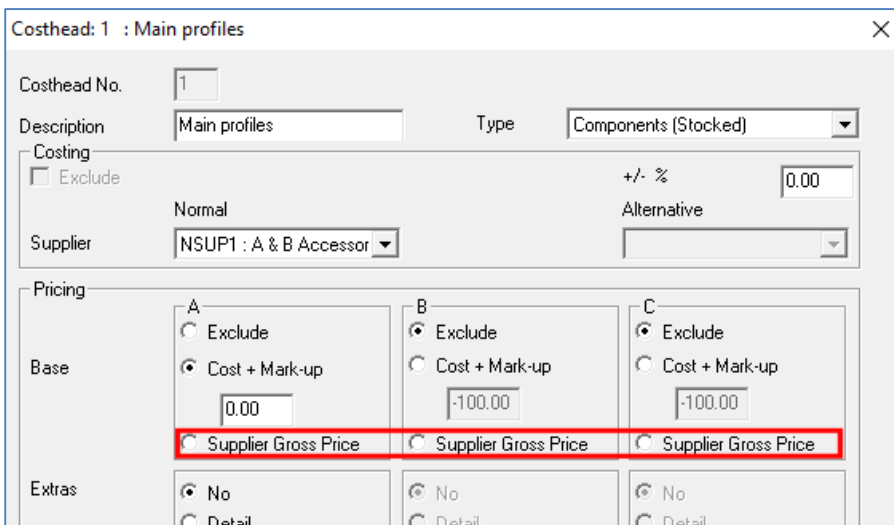 Costhead: 1 : Main profiles
Costhead No. 1
Description Main profiles Type Components (Stocked)
Costing
Exclude +/- % 0.00
Normal Alternative
Supplier NSUP1 : A & B Accessor
Pricing
A B C
Exclude Exclude Exclude
Base Cost + Mark-up Cost + Mark-up Cost + Mark-up
0.00 -100.00 -100.00
Supplier Gross Price Supplier Gross Price Supplier Gross Price
Extras No No No
Detail Detail Detail